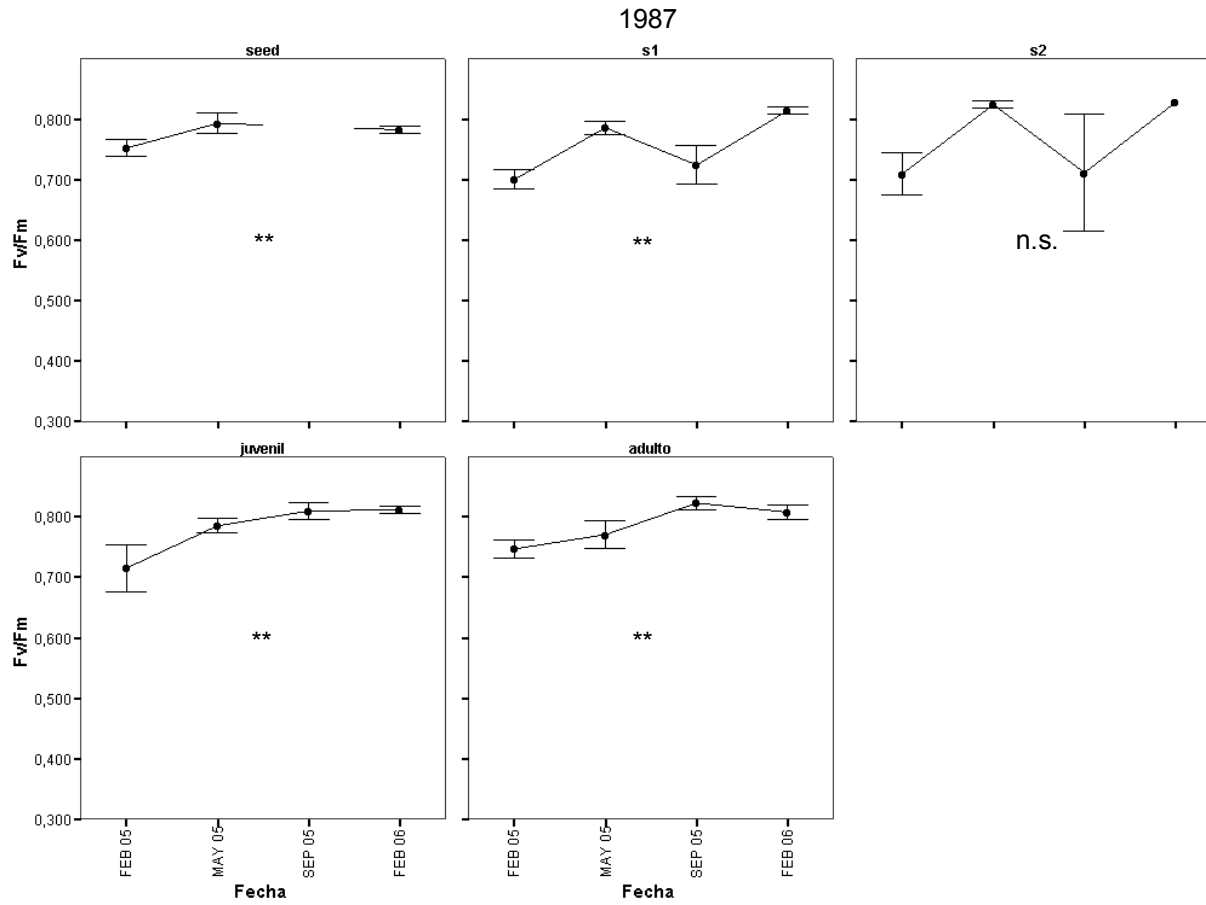 1987
seed
s1
s2
Fv/Fm
0,800
0,700
0,600
0,500
0,400
0,300
**
**
n.s.
juvenil
adulto
Fv/Fm
0,800
0,700
0,600
0,500
0,400
0,300
**
**
FEB 05
MAY 05
SEP 05
FEB 06
FEB 05
MAY 05
SEP 05
FEB 06
Fecha
Fecha